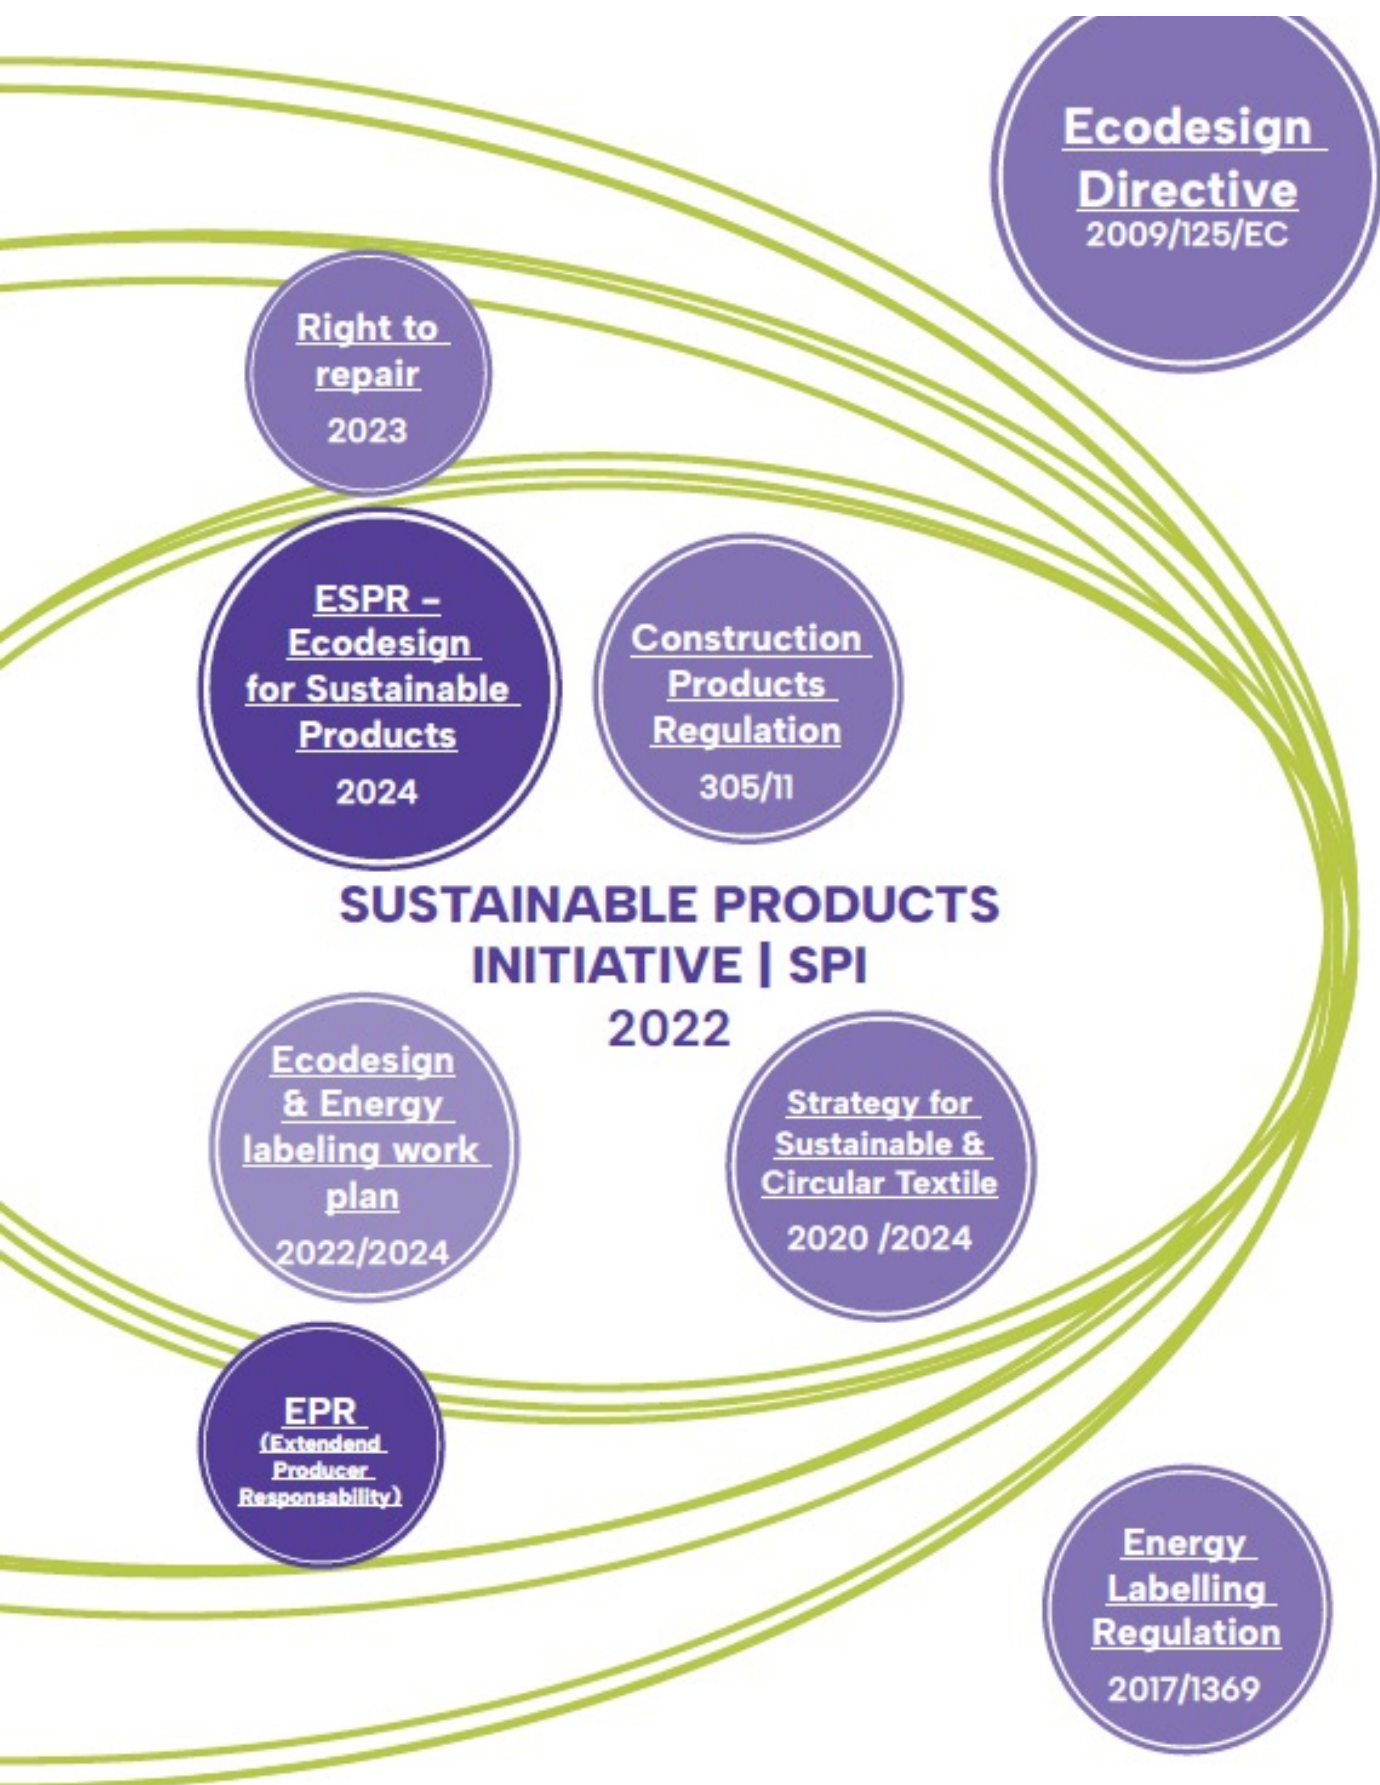 Ecodesign
Directive
2009/125/EC
Right to
repair
2023
ESPR –
Ecodesign
for Sustainable
Products
2024
Construction
Products
Regulation
305/11
SUSTAINABLE PRODUCTS
INITIATIVE | SPI
2022
Ecodesign
& Energy
labeling work
plan
2022/2024
Strategy for
Sustainable &
Circular Textile
2020 /2024
EPR
(Extendend
Producer
Responsability)
Energy
Labelling
Regulation
2017/1369